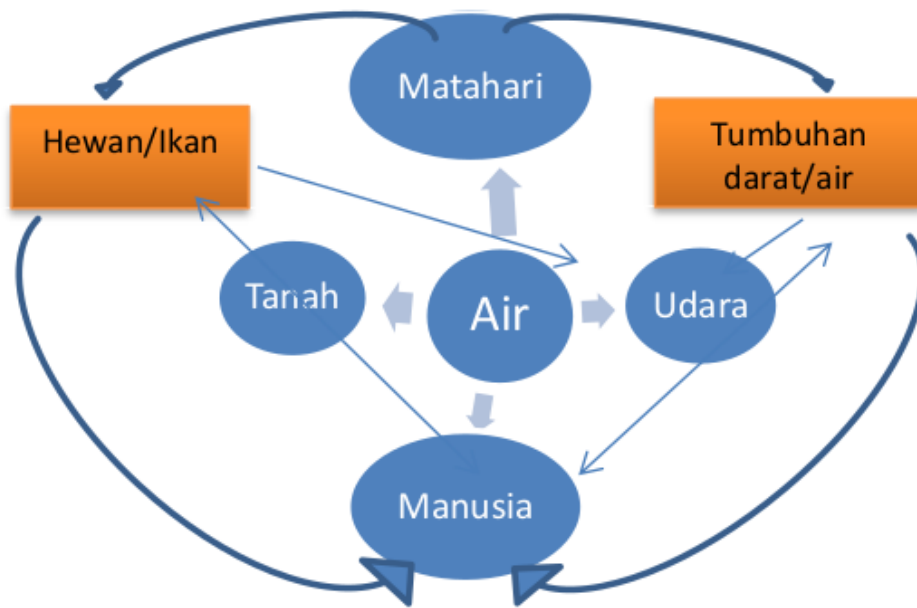 Matahari
Hewan/Ikan
Tumbuhan
darat/air
Tanah
Air
Udara
Manusia